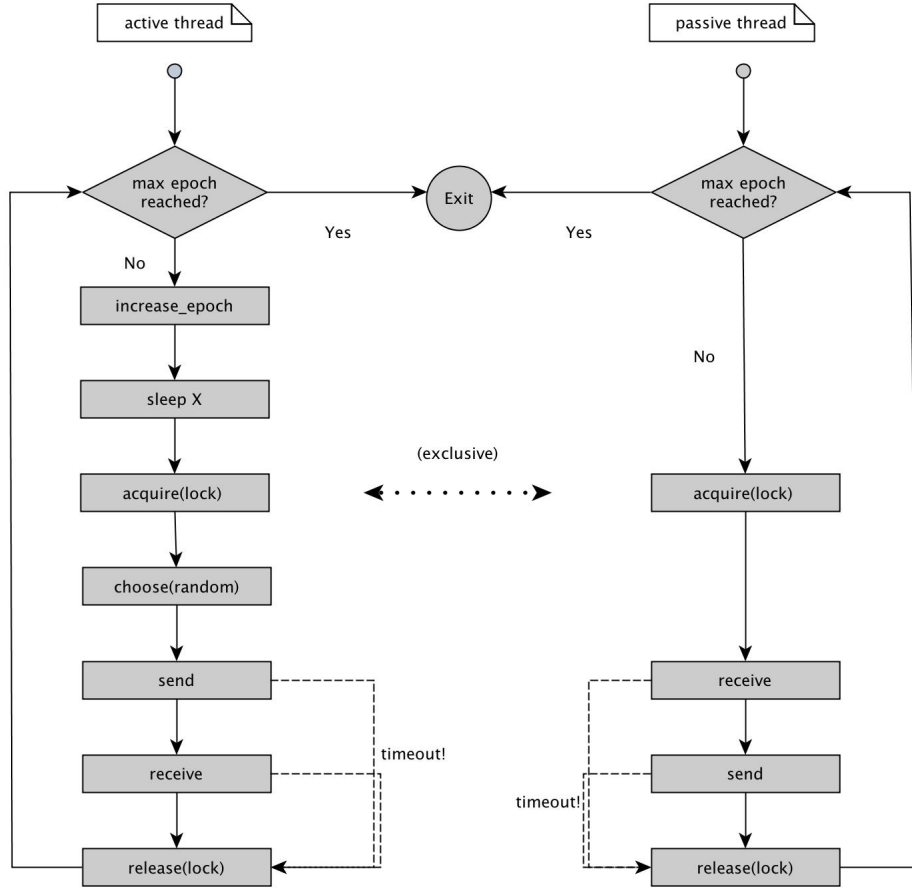 active thread
passive thread
max epoch
reached?
Exit
max epoch
reached?
Yes
Yes
No
increase_epoch
No
sleep X
(exclusive)
acquire(lock)
acquire(lock)
choose(random)
send
receive
timeout!
receive
send
timeout!
release(lock)
release(lock)